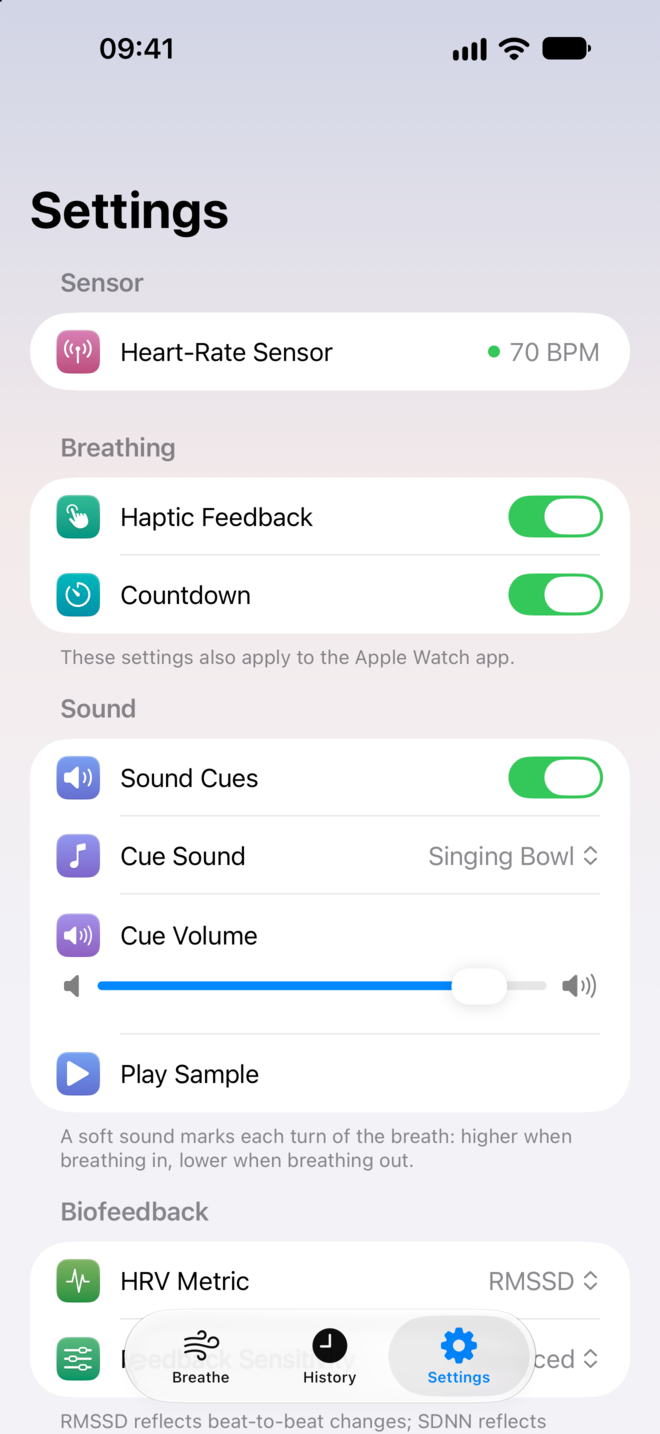 09:41
Settings
Sensor
Heart-Rate Sensor 70 BPM
Breathing
Haptic Feedback
Countdown
These settings also apply to the Apple Watch app.
Sound
Sound Cues
Cue Sound Singing Bowl
Cue Volume
Play Sample
A soft sound marks each turn of the breath: higher when
breathing in, lower when breathing out.
Biofeedback
HRV Metric RMSSD
Feedback Sensitivity
Breathe History Settings
RMSSD reflects beat-to-beat changes; SDNN reflects